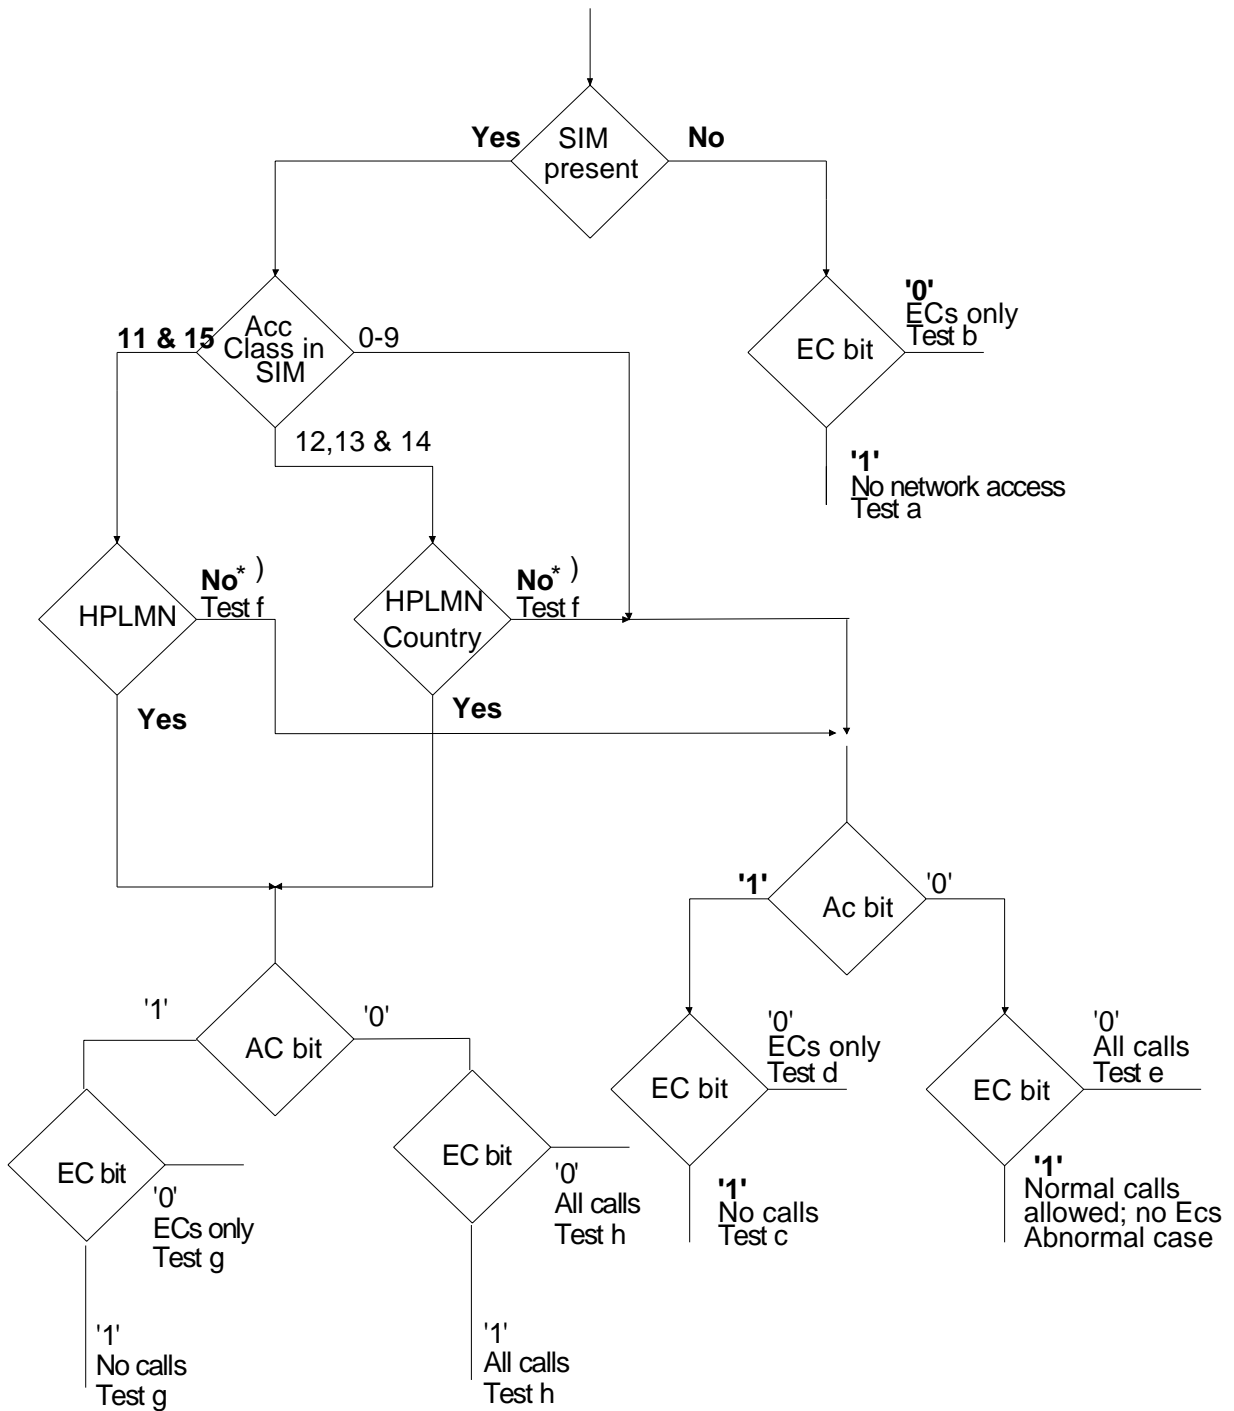 Yes
SIM
present
No
11 & 15
Acc
Class in
SIM
0-9
'0'
ECs only
Test b
EC bit
12,13 & 14
'1'
No network access
Test a
HPLMN
No* )
Test f
HPLMN
Country
No* )
Test f
Yes
Yes
'1'
Ac bit
'0'
'1'
AC bit
'0'
EC bit
'0'
ECs only
Test d
EC bit
'0'
All calls
Test e
EC bit
'0'
ECs only
Test g
EC bit
'0'
All calls
Test h
'1'
No calls
Test c
'1'
Normal calls
allowed; no Ecs
Abnormal case
'1'
No calls
Test g
'1'
All calls
Test h